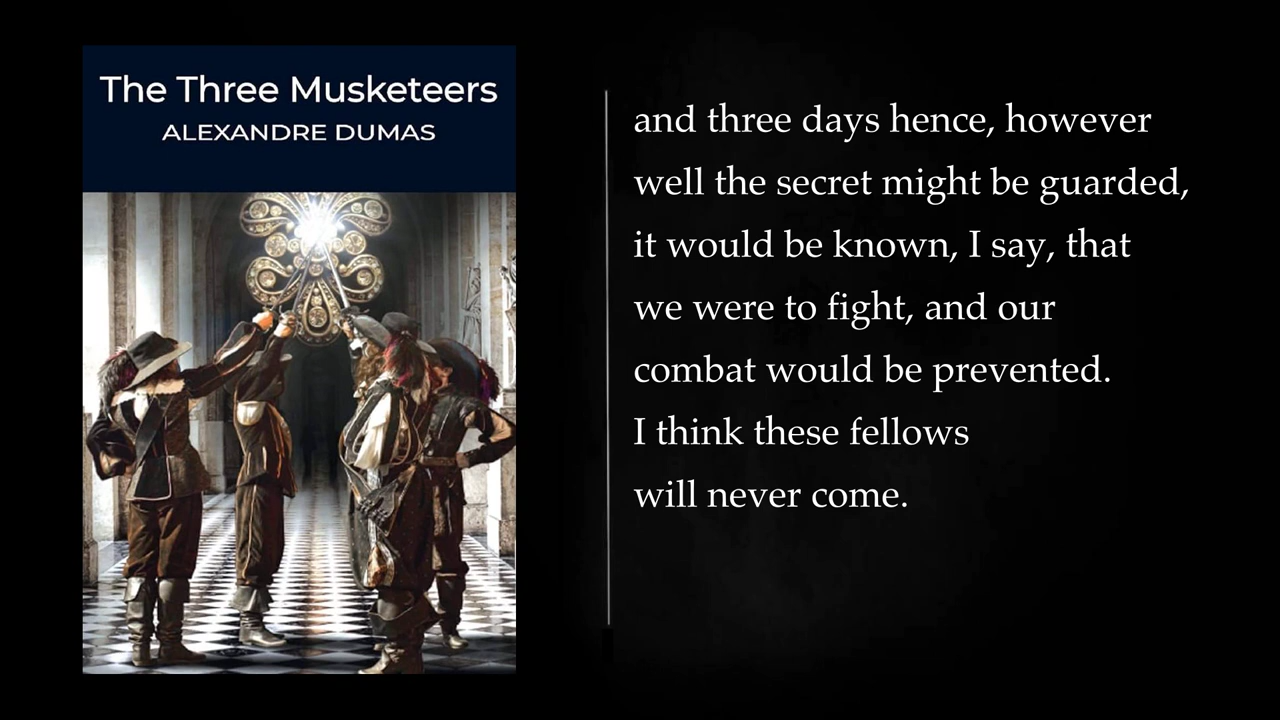 The Three Musketeers
ALEXANDRE DUMAS
and three days hence, however
well the secret might be guarded,
it would be known, I say, that
we were to fight, and our
combat would be prevented.
I think these fellows
will never come.